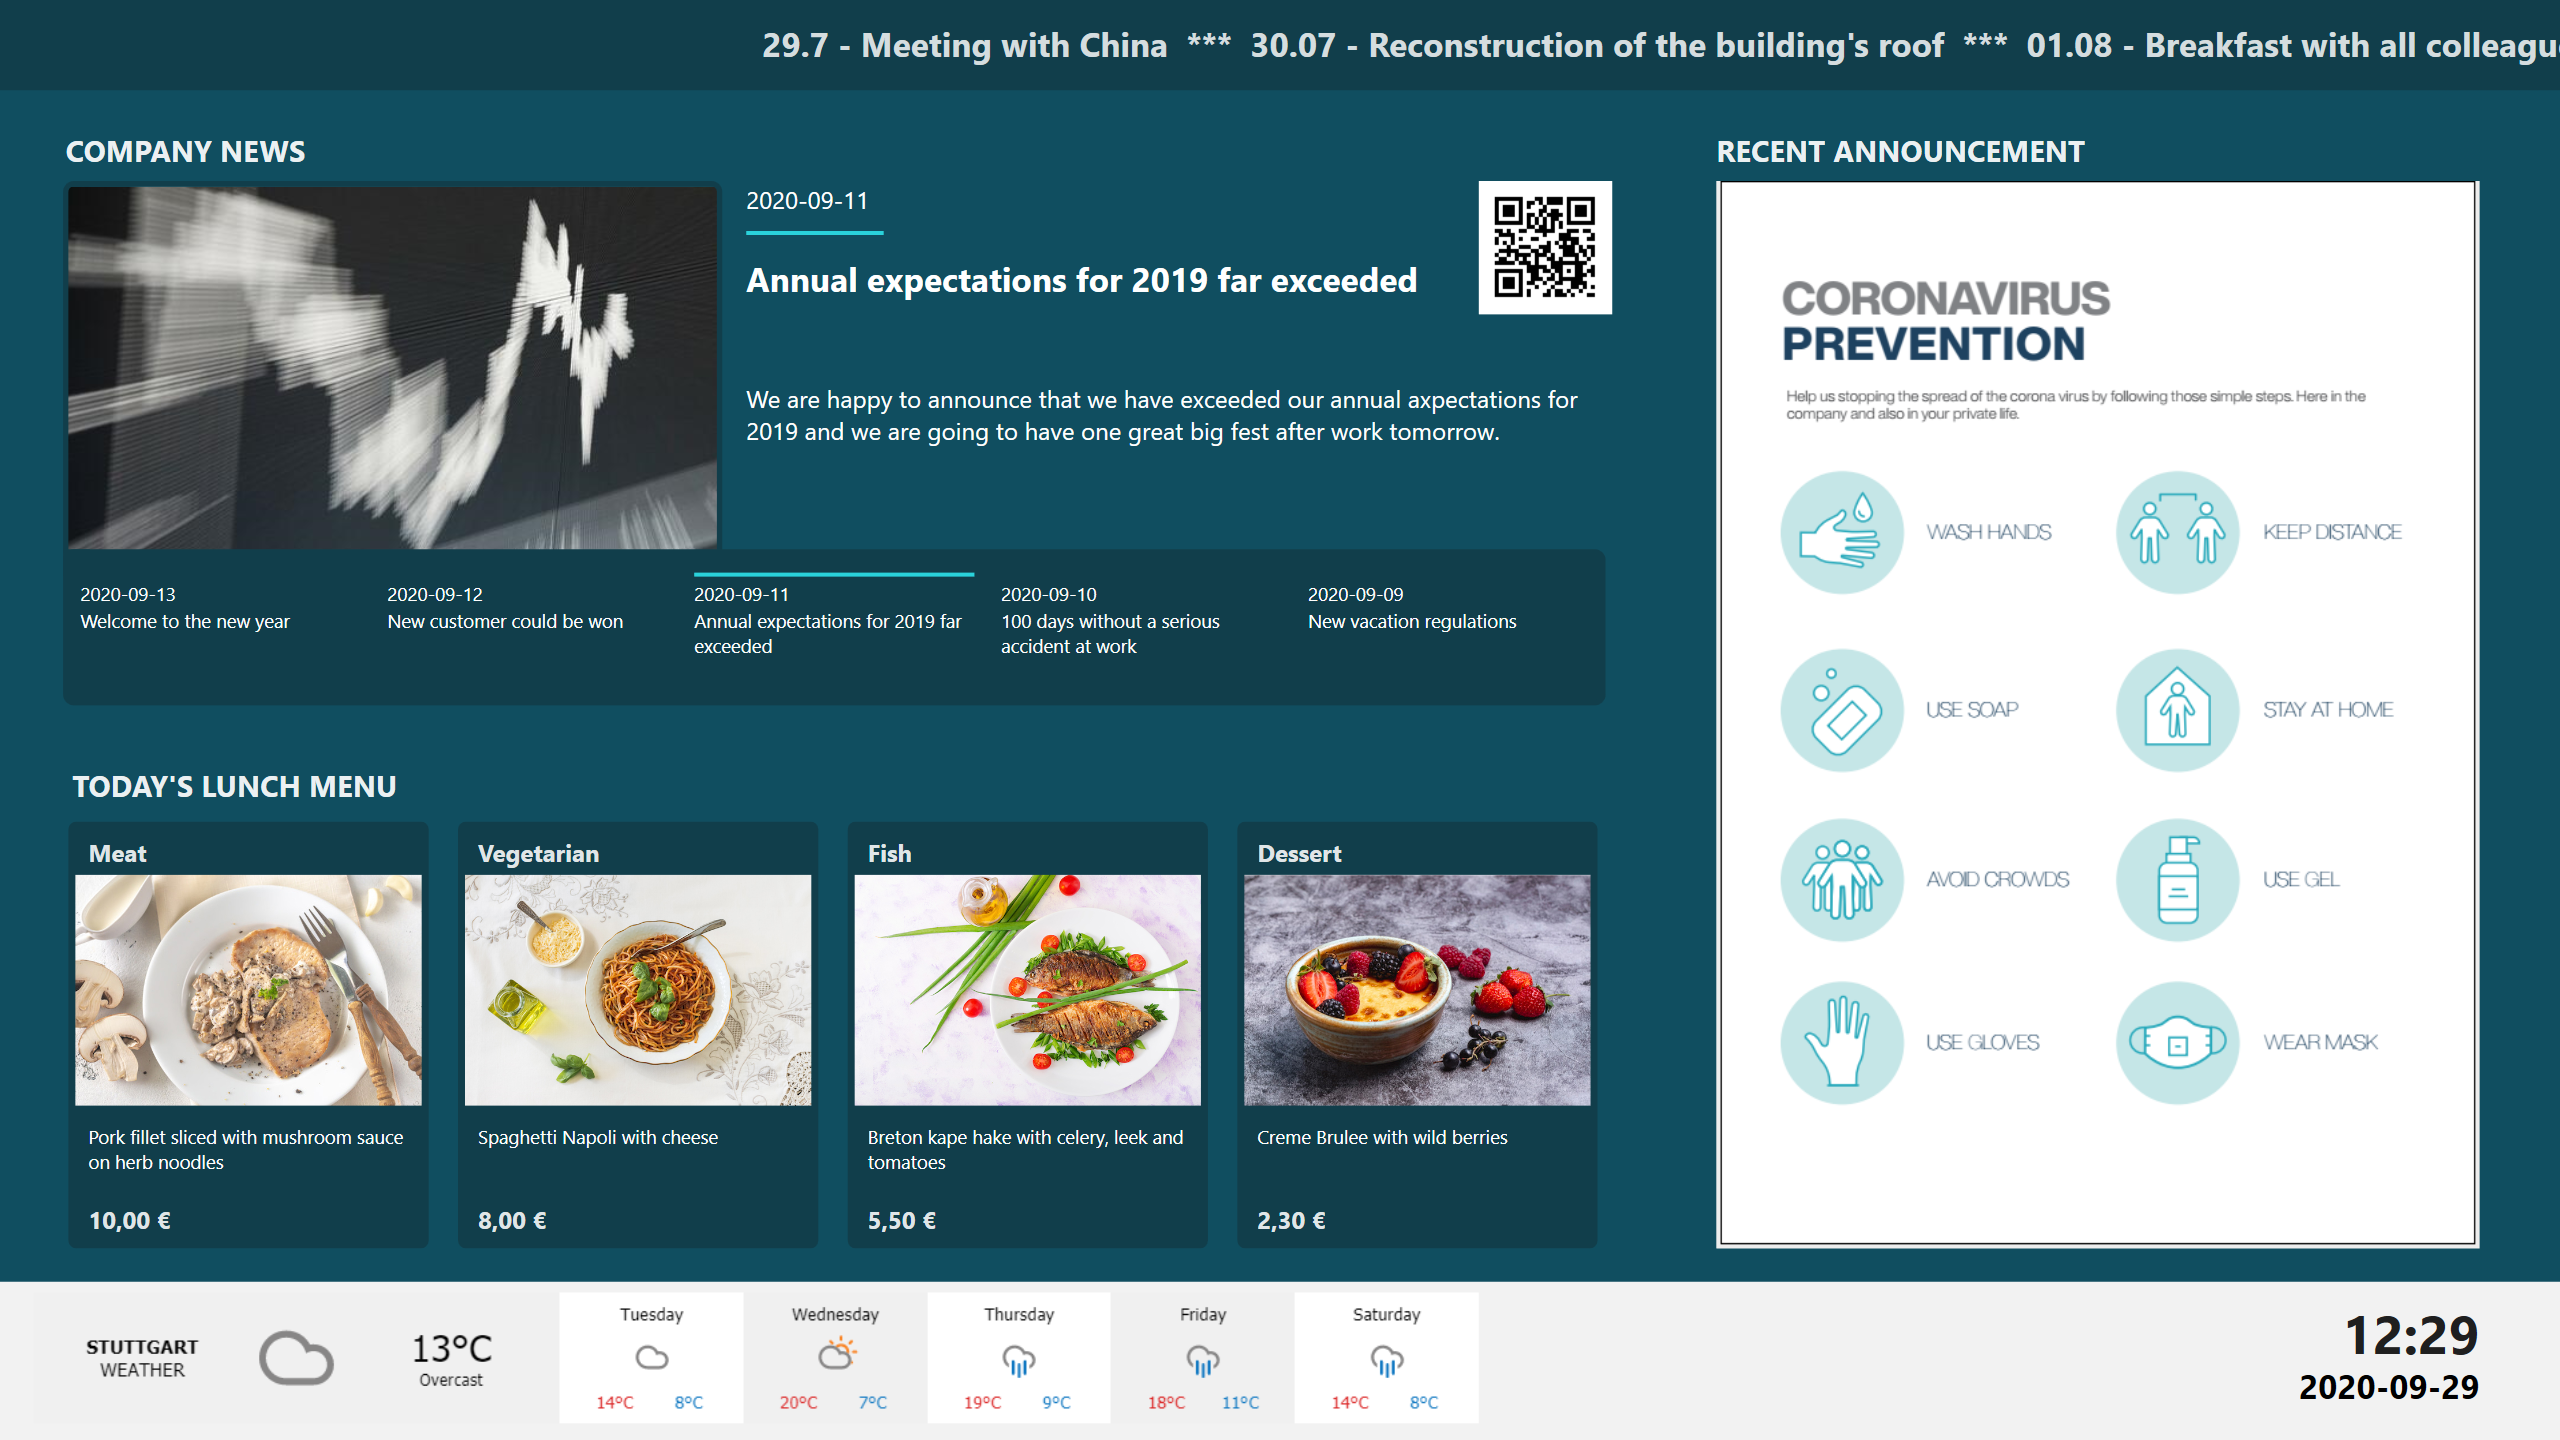 29.7 - Meeting with China *** 30.07 - Reconstruction of the building's roof *** 01.08 - Breakfast with all colleagu
COMPANY NEWS
2020-09-11
Annual expectations for 2019 far exceeded
We are happy to announce that we have exceeded our annual axpectations for
2019 and we are going to have one great big fest after work tomorrow.
2020-09-13
Welcome to the new year
2020-09-12
New customer could be won
2020-09-11
Annual expectations for 2019 far
exceeded
2020-09-10
100 days without a serious
accident at work
2020-09-09
New vacation regulations
TODAY'S LUNCH MENU
Meat
Pork fillet sliced with mushroom sauce
on herb noodles
10,00 €
Vegetarian
Spaghetti Napoli with cheese
8,00 €
Fish
Breton kape hake with celery, leek and
tomatoes
5,50 €
Dessert
Creme Brulee with wild berries
2,30 €
RECENT ANNOUNCEMENT
CORONAVIRUS
PREVENTION
Help us stopping the spread of the corona virus by following those simple steps. Here in the
company and also in your private life.
WASH HANDS
KEEP DISTANCE
USE SOAP
STAY AT HOME
AVOID CROWDS
USE GEL
USE GLOVES
WEAR MASK
STUTTGART
WEATHER
13°C
Overcast
Tuesday
14°C 8°C
Wednesday
20°C 7°C
Thursday
19°C 9°C
Friday
18°C 11°C
Saturday
14°C 8°C
12:29
2020-09-29